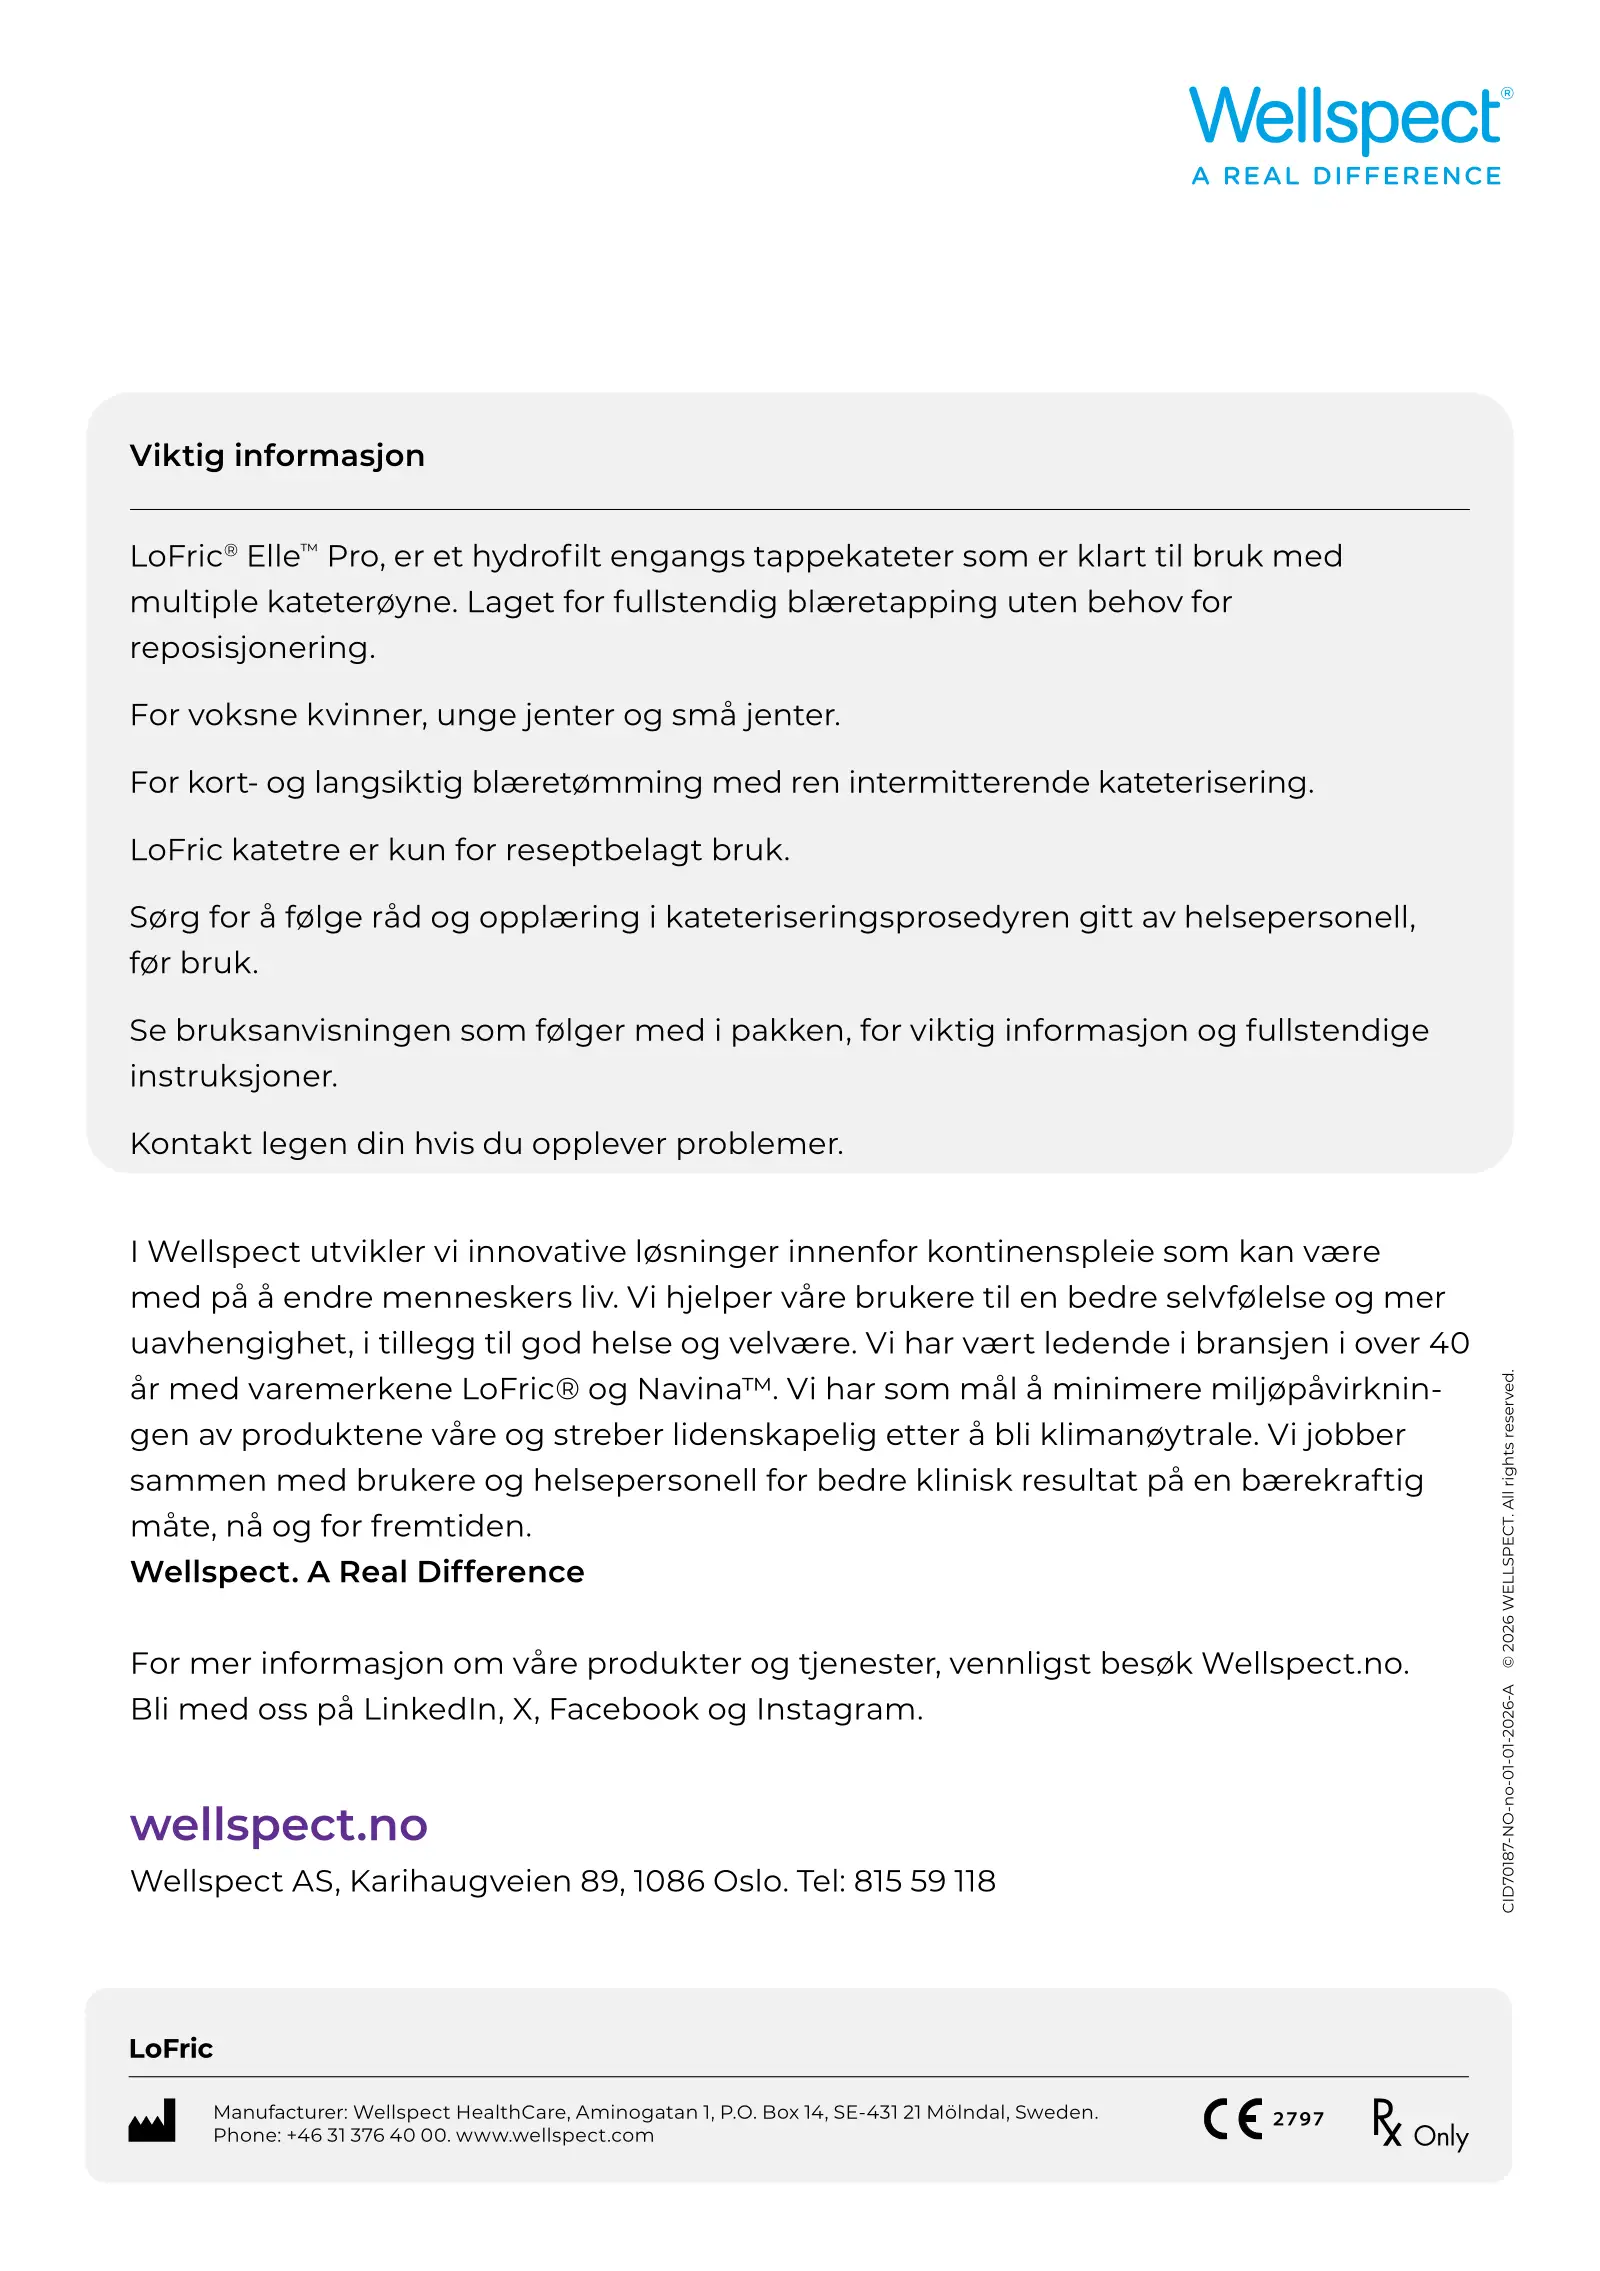 Wellspect®
A REAL DIFFERENCE
Viktig informasjon
LoFric® Elle™ Pro, er et hydrofilt engangs tappekateter som er klart til bruk med
multiple kateterøyne. Laget for fullstendig blæretapping uten behov for
reposisjonering.
For voksne kvinner, unge jenter og små jenter.
For kort- og langsiktig blæretømming med ren intermitterende kateterisering.
LoFric katetre er kun for reseptbelagt bruk.
Sørg for å følge råd og opplæring i kateteriseringsprosedyren gitt av helsepersonell,
før bruk.
Se bruksanvisningen som følger med i pakken, for viktig informasjon og fullstendige
instruksjoner.
Kontakt legen din hvis du opplever problemer.
I Wellspect utvikler vi innovative løsninger innenfor kontinenspleie som kan være
med på å endre menneskers liv. Vi hjelper våre brukere til en bedre selvfølelse og mer
uavhengighet, i tillegg til god helse og velvære. Vi har vært ledende i bransjen i over 40
år med varemerkene LoFric® og Navina™. Vi har som mål å minimere miljøpåvirknin-
gen av produktene våre og streber lidenskapelig etter å bli klimanøytrale. Vi jobber
sammen med brukere og helsepersonell for bedre klinisk resultat på en bærekraftig
måte, nå og for fremtiden.
Wellspect. A Real Difference
For mer informasjon om våre produkter og tjenester, vennligst besøk Wellspect.no.
Bli med oss på LinkedIn, X, Facebook og Instagram.
wellspect.no
Wellspect AS, Karihaugveien 89, 1086 Oslo. Tel: 815 59 118
CID70187-NO-no-01-01-2026-A © 2026 WELLSPECT. All rights reserved.
LoFric
Manufacturer: Wellspect HealthCare, Aminogatan 1, P.O. Box 14, SE-431 21 Mölndal, Sweden.
Phone: +46 31 376 40 00. www.wellspect.com
CE 2797
Rx Only